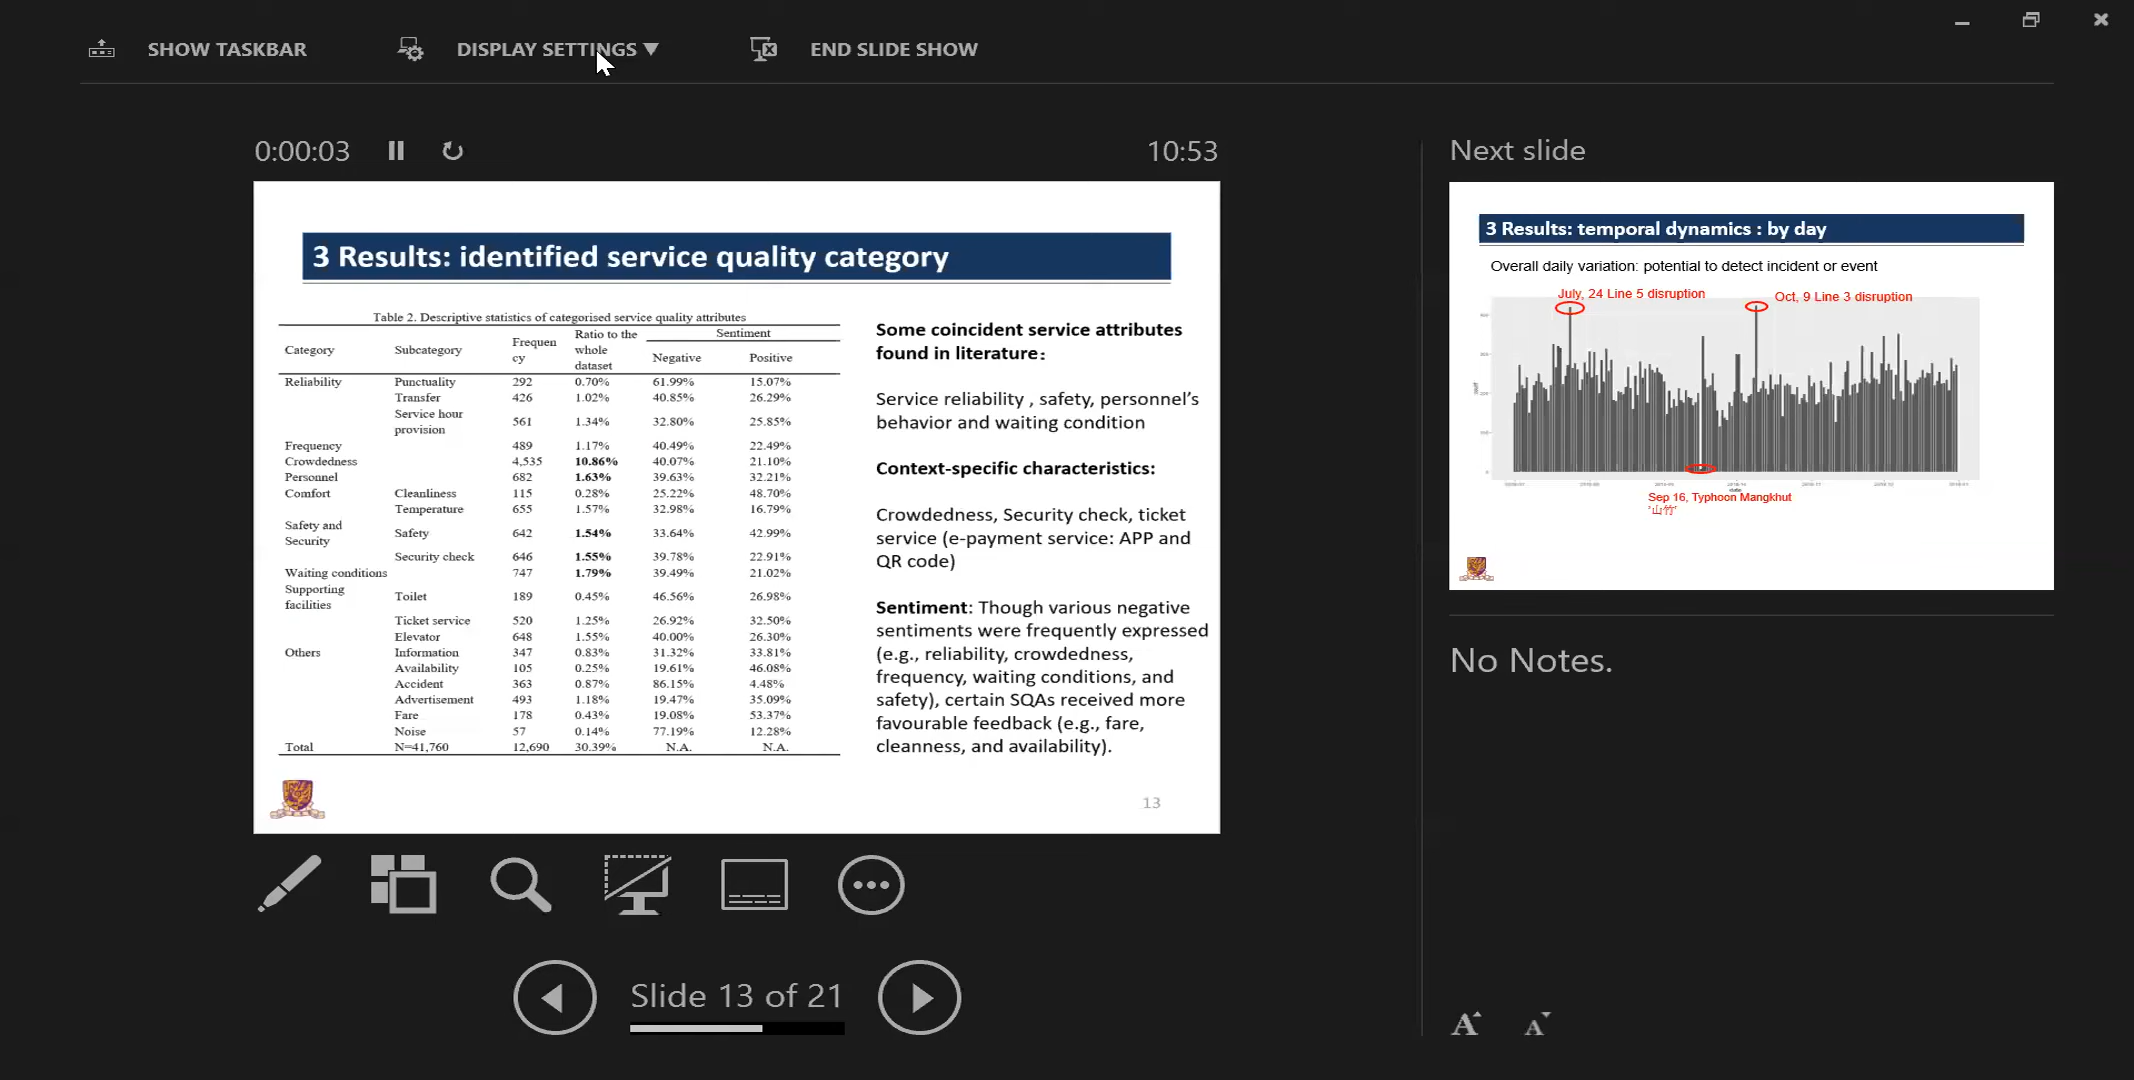 SHOW TASKBAR
DISPLAY SETTINGS ▼
END SLIDE SHOW
0:00:03
10:53
3 Results: identified service quality category
Table 2. Descriptive statistics of categorised service quality attributes
Category Subcategory Frequen cy Ratio to the whole dataset Sentiment
Negative Positive
Reliability Punctuality 292 0.70% 61.99% 15.07%
Transfer 426 1.02% 40.85% 26.29%
Service hour provision 561 1.34% 32.80% 25.85%
Frequency 489 1.17% 40.49% 22.49%
Crowdedness 4,535 10.86% 40.07% 21.10%
Personnel 682 1.63% 39.63% 32.21%
Comfort Cleanliness 115 0.28% 25.22% 48.70%
Temperature 655 1.57% 32.98% 16.79%
Safety and Security Safety 642 1.54% 33.64% 42.99%
Security check 646 1.55% 39.78% 22.91%
Waiting conditions 747 1.79% 39.49% 21.02%
Supporting facilities Toilet 189 0.45% 46.56% 26.98%
Ticket service 520 1.25% 26.92% 32.50%
Elevator 648 1.55% 40.00% 26.30%
Others Information 347 0.83% 31.32% 33.81%
Availability 105 0.25% 19.61% 46.08%
Accident 363 0.87% 86.15% 4.48%
Advertisement 493 1.18% 19.47% 35.09%
Fare 178 0.43% 19.08% 53.37%
Noise 57 0.14% 77.19% 12.28%
Total N=41,760 12,690 30.39% N.A. N.A.
Some coincident service attributes
found in literature：
Service reliability , safety, personnel’s
behavior and waiting condition
Context-specific characteristics:
Crowdedness, Security check, ticket
service (e-payment service: APP and
QR code)
Sentiment: Though various negative
sentiments were frequently expressed
(e.g., reliability, crowdedness,
frequency, waiting conditions, and
safety), certain SQAs received more
favourable feedback (e.g., fare,
cleanness, and availability).
13
Slide 13 of 21
Next slide
3 Results: temporal dynamics : by day
Overall daily variation: potential to detect incident or event
July, 24 Line 5 disruption
Oct, 9 Line 3 disruption
Sep 16, Typhoon Mangkhut
“山竹”
No Notes.
A A